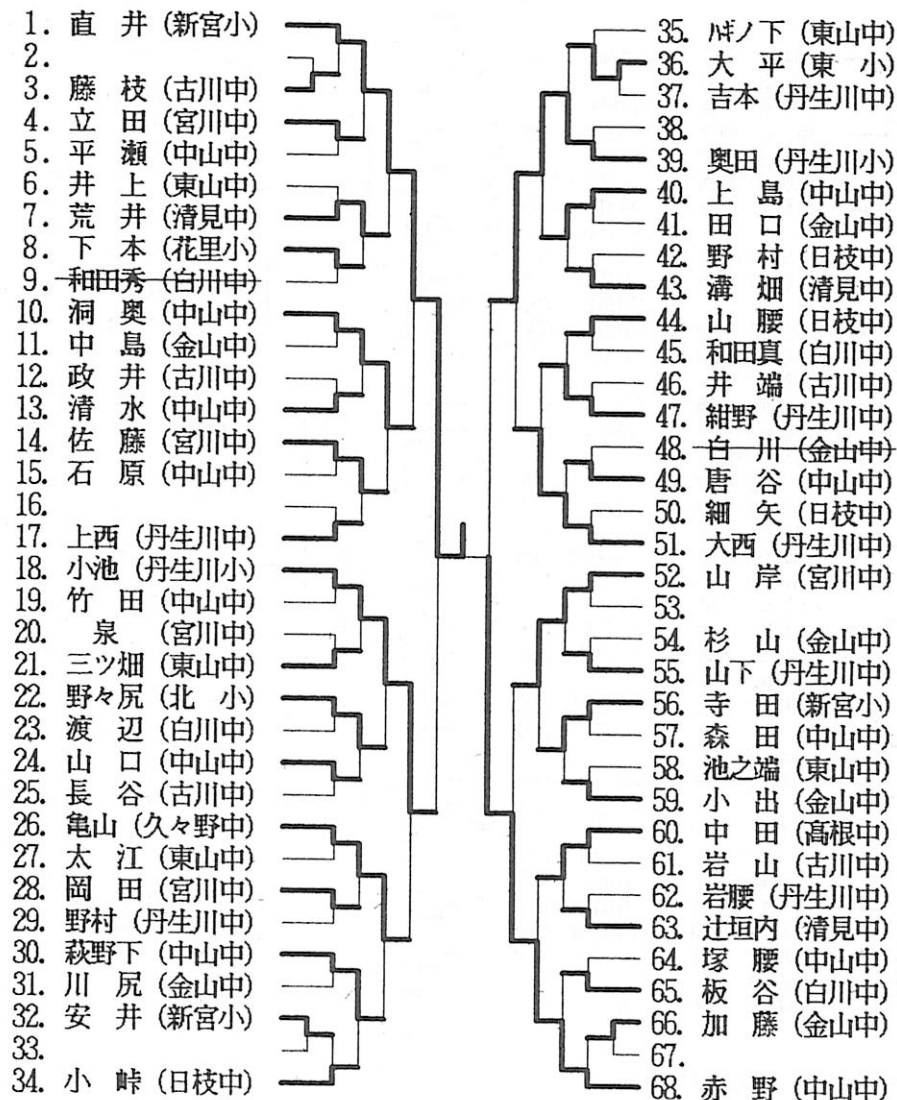 1. 直 井 (新宮小)
2.
3. 藤 枝 (古川中)
4. 立 田 (宮川中)
5. 平 瀬 (中山中)
6. 井 上 (東山中)
7. 荒 井 (清見中)
8. 下 本 (花里小)
9. 和田秀 (白川中)
10. 洞 奥 (中山中)
11. 中 島 (金山中)
12. 政 井 (古川中)
13. 清 水 (中山中)
14. 佐 藤 (宮川中)
15. 石 原 (中山中)
16.
17. 上西 (丹生川中)
18. 小池 (丹生川小)
19. 竹 田 (中山中)
20. 泉 (宮川中)
21. 三ツ畑 (東山中)
22. 野々尻 (北 小)
23. 渡 辺 (白川中)
24. 山 口 (中山中)
25. 長 谷 (古川中)
26. 亀山 (久々野中)
27. 太 江 (東山中)
28. 岡 田 (宮川中)
29. 野村 (丹生川中)
30. 萩野下 (中山中)
31. 川 尻 (金山中)
32. 安 井 (新宮小)
33.
34. 小 峠 (日枝中)
35. ハギノ下 (東山中)
36. 大 平 (東 小)
37. 吉本 (丹生川中)
38.
39. 奥田 (丹生川小)
40. 上 島 (中山中)
41. 田 口 (金山中)
42. 野 村 (日枝中)
43. 溝 畑 (清見中)
44. 山 腰 (日枝中)
45. 和田真 (白川中)
46. 井 端 (古川中)
47. 紺野 (丹生川中)
48. 白 川 (金山中)
49. 唐 谷 (中山中)
50. 細 矢 (日枝中)
51. 大西 (丹生川中)
52. 山 岸 (宮川中)
53.
54. 杉 山 (金山中)
55. 山下 (丹生川中)
56. 寺 田 (新宮小)
57. 森 田 (中山中)
58. 池之端 (東山中)
59. 小 出 (金山中)
60. 中 田 (高根中)
61. 岩 山 (古川中)
62. 岩腰 (丹生川中)
63. 辻垣内 (清見中)
64. 塚 腰 (中山中)
65. 板 谷 (白川中)
66. 加 藤 (金山中)
67.
68. 赤 野 (中山中)